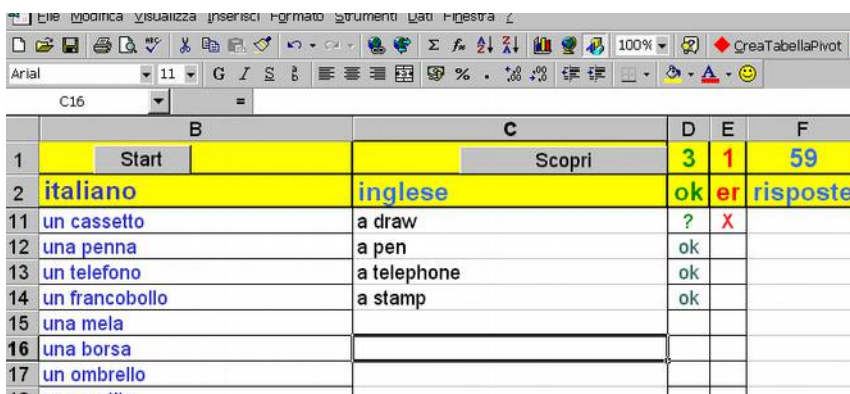 File Modifica Visualizza Inserisci Formato Strumenti Dati Finestra ?
100% CreaTabellaPivot
Arial 11 G I S %
C16 =
B C D E F
1 Start Scopri 3 1 59
2 italiano inglese ok er risposte
11 un cassetto a draw ? X
12 una penna a pen ok
13 un telefono a telephone ok
14 un francobollo a stamp ok
15 una mela
16 una borsa
17 un ombrello